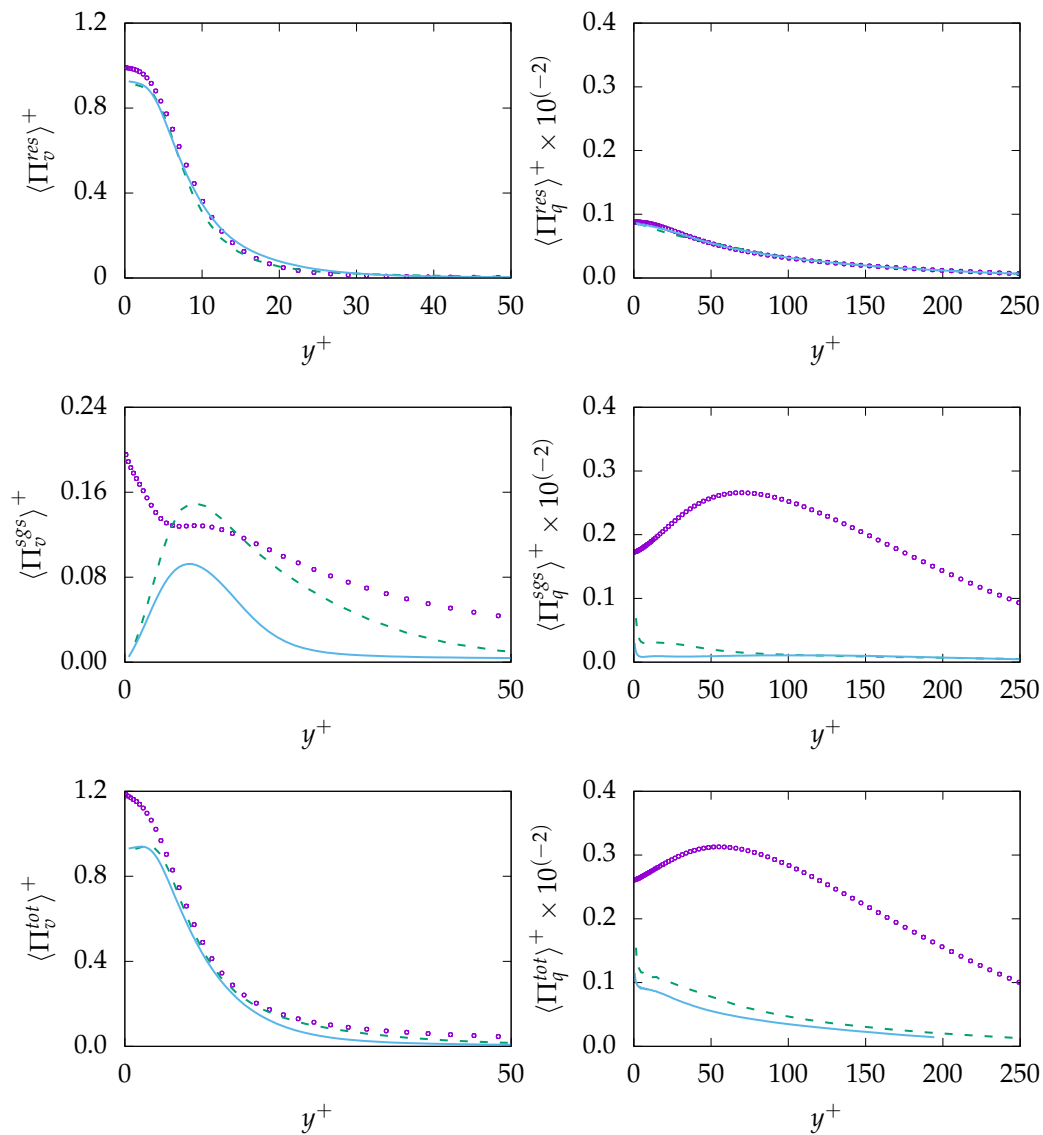 1.2
0.8
0.4
0
0 10 20 30 40 50
y⁺
⟨Π_v^{res}⟩⁺
0.4
0.3
0.2
0.1
0.0
0 50 100 150 200 250
y⁺
⟨Π_q^{res}⟩⁺ × 10^{(−2)}
0.24
0.16
0.08
0.00
0 50
y⁺
⟨Π_v^{sgs}⟩⁺
0.4
0.3
0.2
0.1
0.0
0 50 100 150 200 250
y⁺
⟨Π_q^{sgs}⟩⁺ × 10^{(−2)}
1.2
0.8
0.4
0.0
0 50
y⁺
⟨Π_v^{tot}⟩⁺
0.4
0.3
0.2
0.1
0.0
0 50 100 150 200 250
y⁺
⟨Π_q^{tot}⟩⁺ × 10^{(−2)}